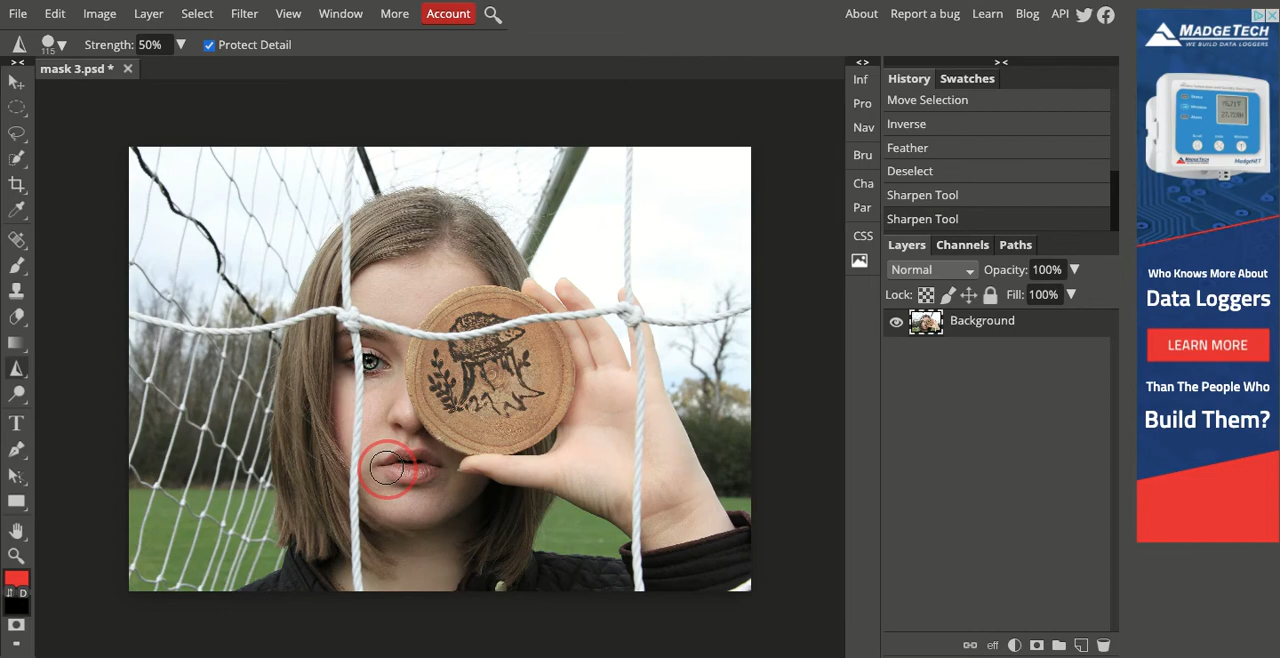 File Edit Image Layer Select Filter View Window More Account
About Report a bug Learn Blog API
115 Strength: 50% Protect Detail
mask 3.psd *
Inf
Pro
Nav
Bru
Cha
Par
CSS
History Swatches
Move Selection
Inverse
Feather
Deselect
Sharpen Tool
Sharpen Tool
Layers Channels Paths
Normal Opacity: 100%
Lock: Fill: 100%
Background
eff
T
D
MADGETECH
WE BUILD DATA LOGGERS
MadgeTech
Who Knows More About
Data Loggers
LEARN MORE
Than The People Who
Build Them?